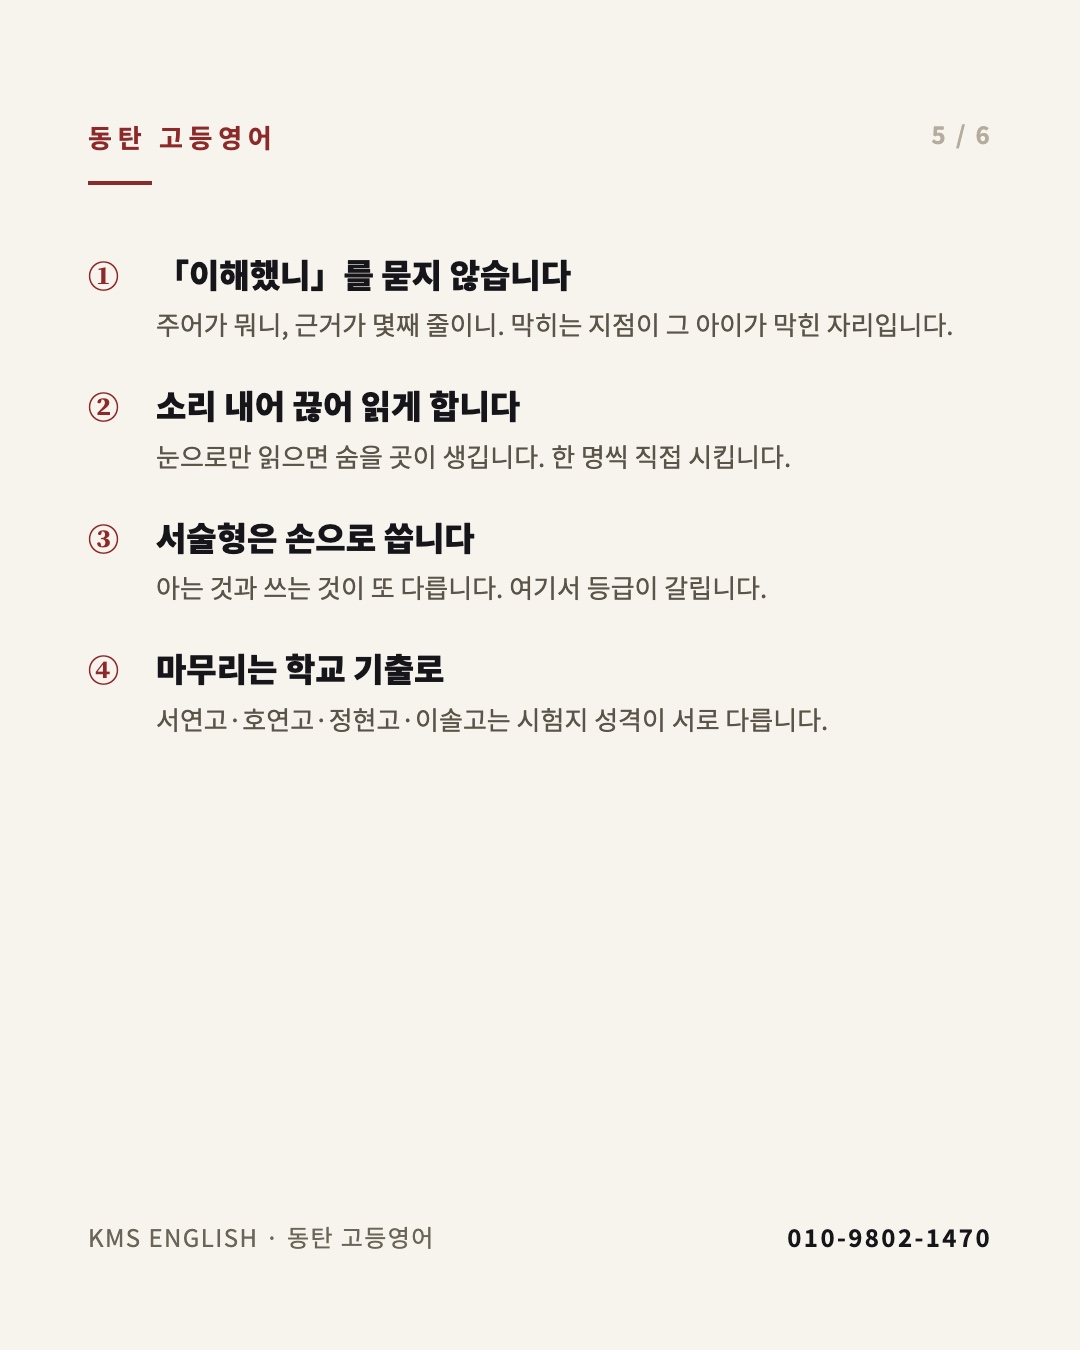 동탄 고등영어
5 / 6
① 「이해했니」를 묻지 않습니다
주어가 뭐니, 근거가 몇째 줄이니. 막히는 지점이 그 아이가 막힌 자리입니다.
② 소리 내어 끊어 읽게 합니다
눈으로만 읽으면 숨을 곳이 생깁니다. 한 명씩 직접 시킵니다.
③ 서술형은 손으로 씁니다
아는 것과 쓰는 것이 또 다릅니다. 여기서 등급이 갈립니다.
④ 마무리는 학교 기출로
서연고·호연고·정현고·이솔고는 시험지 성격이 서로 다릅니다.
KMS ENGLISH · 동탄 고등영어
010-9802-1470